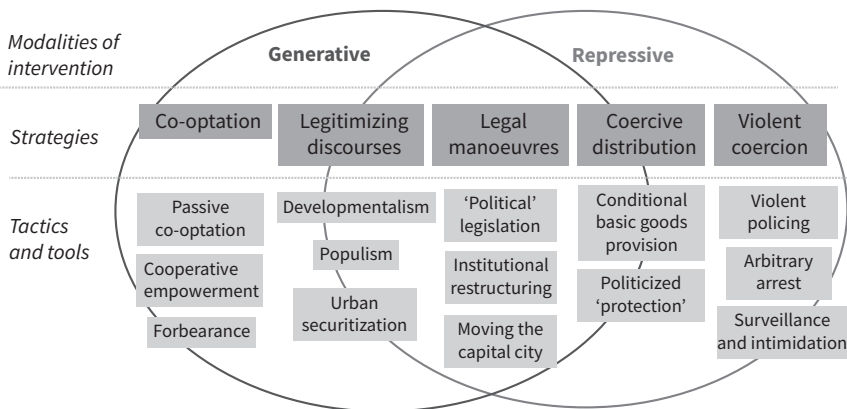 Modalities of
intervention
Generative
Repressive
Strategies
Co-optation
Legitimizing
discourses
Legal
manoeuvres
Coercive
distribution
Violent
coercion
Tactics
and tools
Passive
co-optation
Cooperative
empowerment
Forbearance
Developmentalism
Populism
Urban
securitization
‘Political’
legislation
Institutional
restructuring
Moving the
capital city
Conditional
basic goods
provision
Politicized
‘protection’
Violent
policing
Arbitrary
arrest
Surveillance
and intimidation